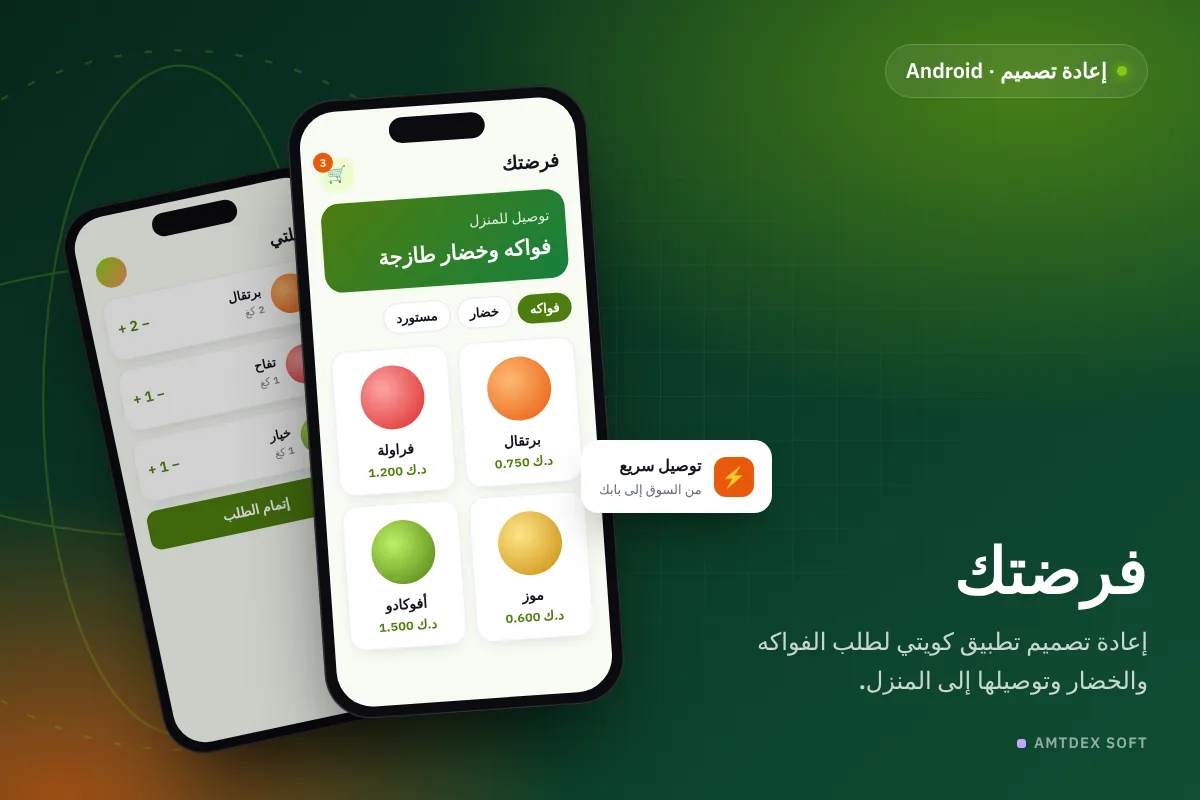 إعادة تصميم · Android
فرضتك
3
توصيل للمنزل
فواكه وخضار طازجة
فواكه
خضار
مستورد
برتقال
د.ك 0.750
فراولة
د.ك 1.200
موز
د.ك 0.600
أفوكادو
د.ك 1.500
برتقال
2 كغ
− 2 +
تفاح
1 كغ
− 1 +
خيار
1 كغ
− 1 +
إتمام الطلب
توصيل سريع
من السوق إلى بابك
فرضتك
إعادة تصميم تطبيق كويتي لطلب الفواكه
والخضار وتوصيلها إلى المنزل.
AMTDEX SOFT